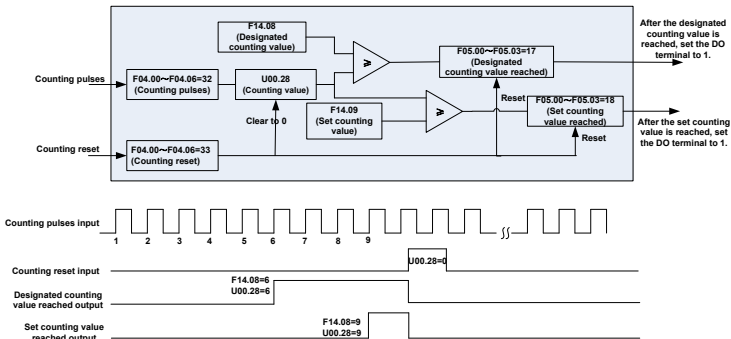 F14.08
(Designated
counting value)
After the designated
counting value is
reached, set the DO
terminal to 1.
F05.00～F05.03=17
(Designated
counting value reached)
≥
Counting pulses
F04.00～F04.06=32
(Counting pulses)
U00.28
(Counting value)
F14.09
(Set counting
value)
≥
Reset
F05.00～F05.03=18
(Set counting
value reached)
After the set counting
value is reached, set
the DO terminal to 1.
Clear to 0
Reset
Counting reset
F04.00～F04.06=33
(Counting reset)
Counting pulses input
1 2 3 4 5 6 7 8 9
Counting reset input
U00.28=0
Designated counting
value reached output
F14.08=6
U00.28=6
Set counting value
reached output
F14.08=9
U00.28=9